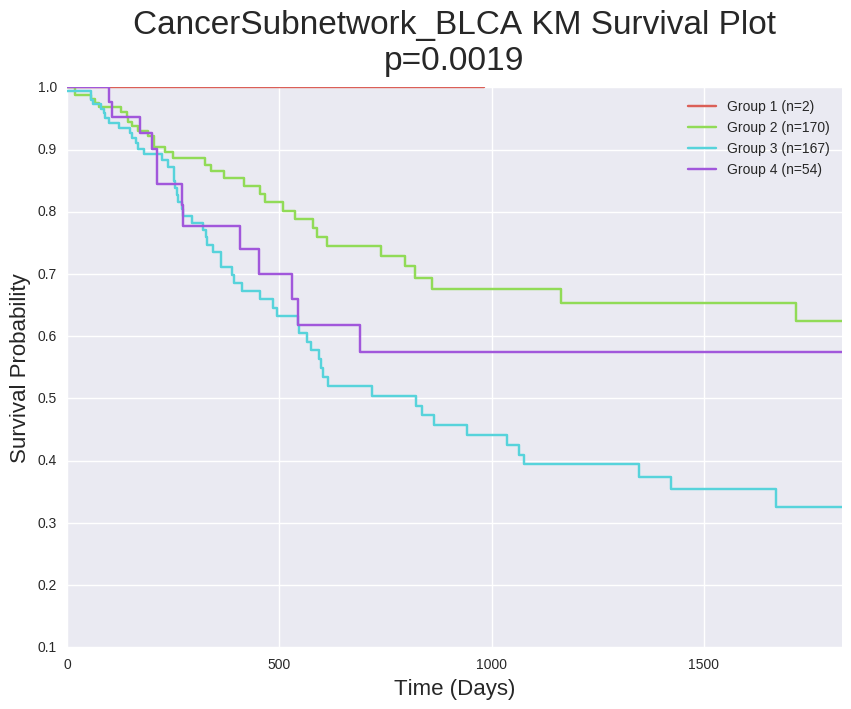 CancerSubnetwork_BLCA KM Survival Plot
p=0.0019
Group 1 (n=2)
Group 2 (n=170)
Group 3 (n=167)
Group 4 (n=54)
Survival Probability
1.0
0.9
0.8
0.7
0.6
0.5
0.4
0.3
0.2
0.1
0 500 1000 1500
Time (Days)